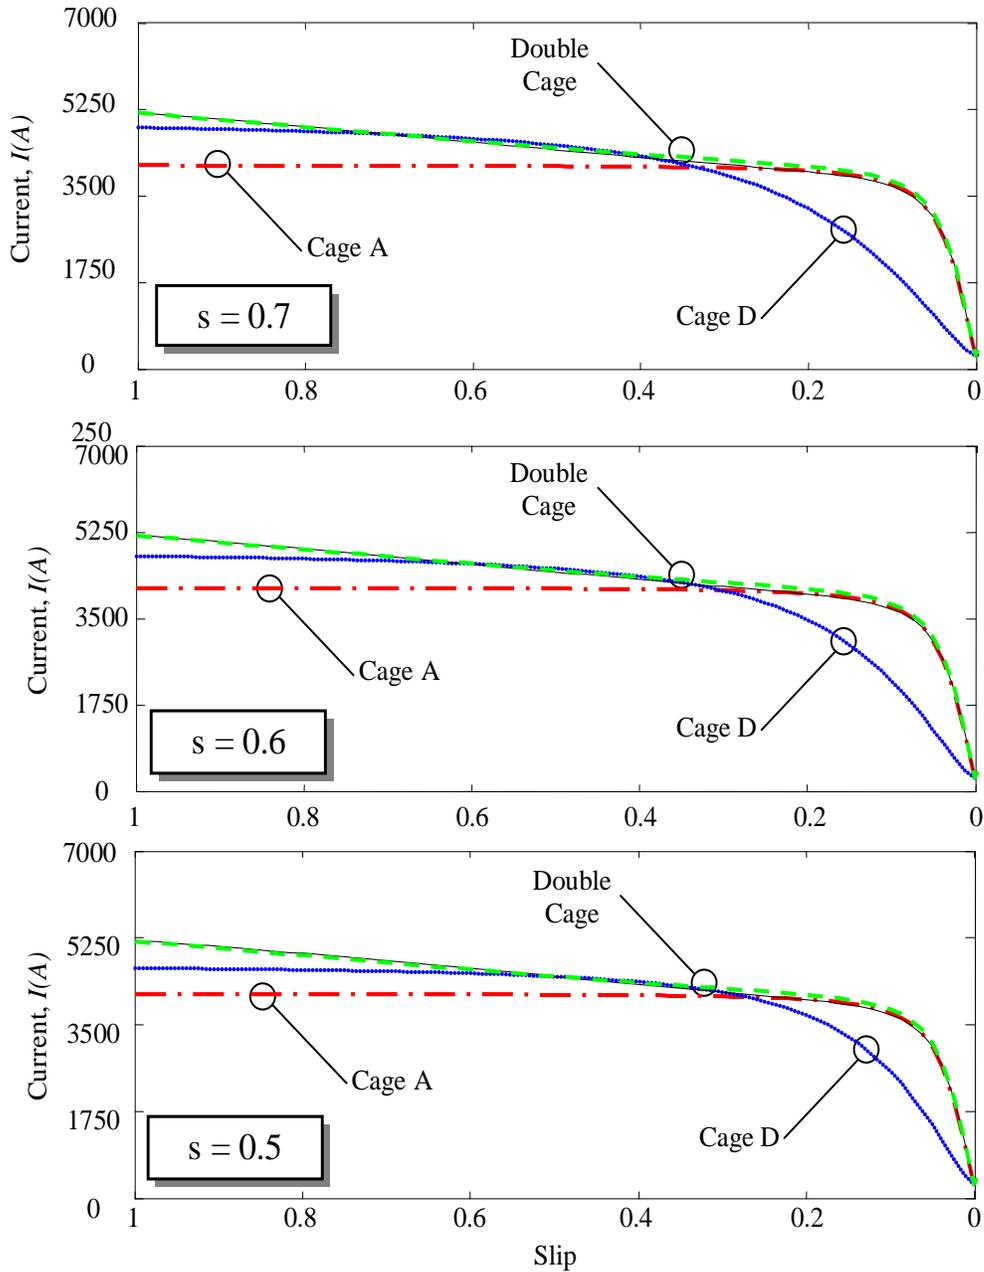 7000
Double
Cage
5250
Current, I(A)
3500
Cage A
1750
Cage D
s = 0.7
0
1 0.8 0.6 0.4 0.2 0
250
7000
Double
Cage
5250
Current, I(A)
3500
Cage A
1750
Cage D
s = 0.6
0
1 0.8 0.6 0.4 0.2 0
7000
Double
Cage
5250
Current, I(A)
3500
Cage A
1750
Cage D
s = 0.5
0
1 0.8 0.6 0.4 0.2 0
Slip